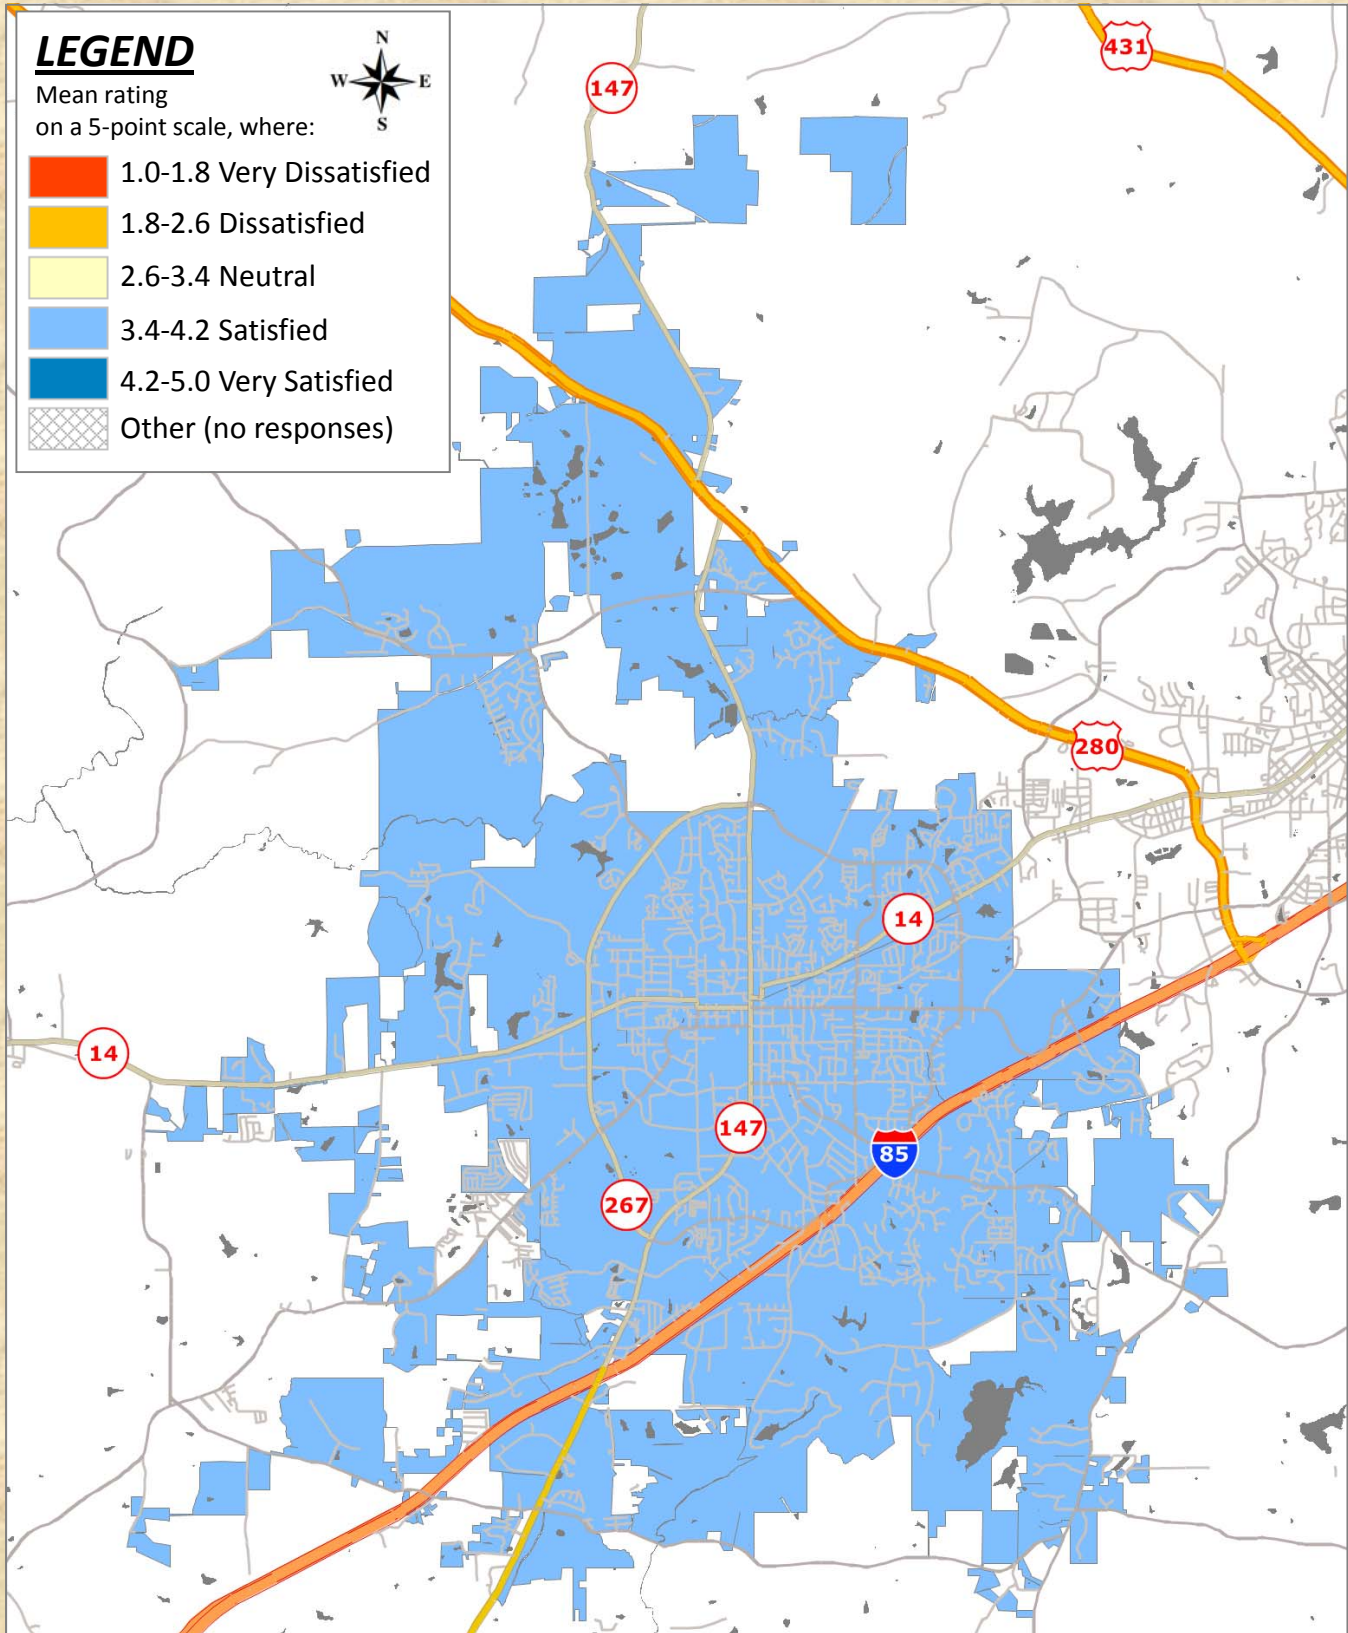 LEGEND
Mean rating
on a 5-point scale, where:
1.0-1.8 Very Dissatisfied
1.8-2.6 Dissatisfied
2.6-3.4 Neutral
3.4-4.2 Satisfied
4.2-5.0 Very Satisfied
Other (no responses)
N
W E
S
431
147
280
14
14
147
85
267